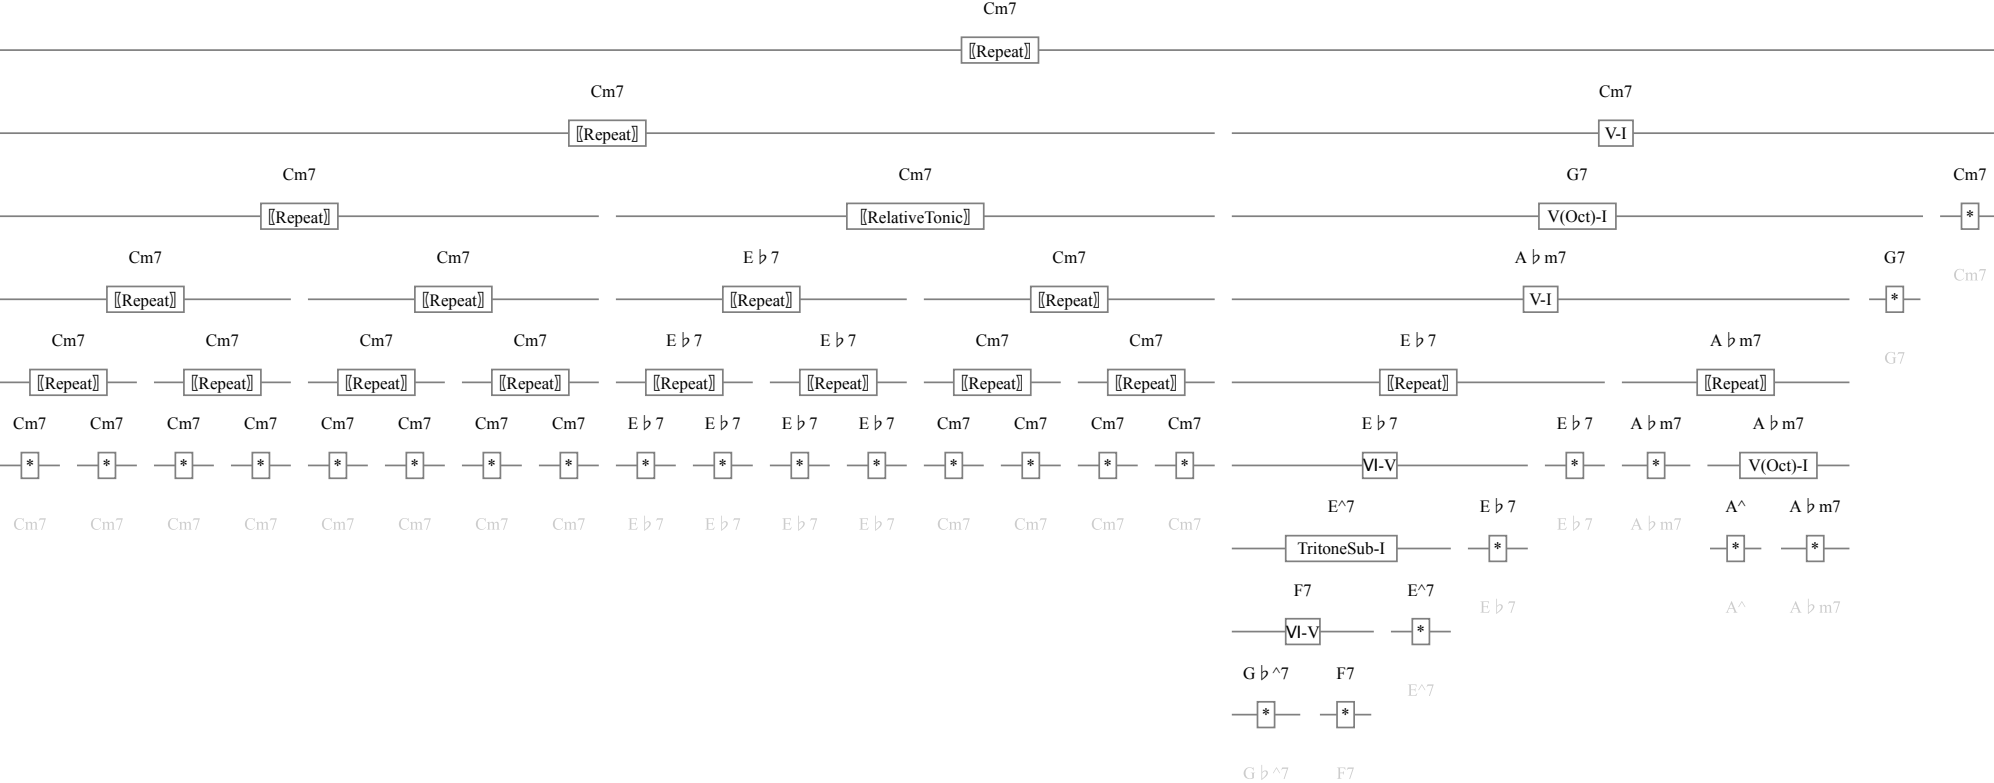 Cm7
⟦Repeat⟧
Cm7 Cm7
⟦Repeat⟧ V-I
Cm7 Cm7 G7 Cm7
⟦Repeat⟧ ⟦RelativeTonic⟧ V(Oct)-I *
Cm7 Cm7 E♭7 Cm7 A♭m7 G7
Cm7
⟦Repeat⟧ ⟦Repeat⟧ ⟦Repeat⟧ ⟦Repeat⟧ V-I *
Cm7 Cm7 Cm7 Cm7 E♭7 E♭7 Cm7 Cm7 E♭7 A♭m7
G7
⟦Repeat⟧ ⟦Repeat⟧ ⟦Repeat⟧ ⟦Repeat⟧ ⟦Repeat⟧ ⟦Repeat⟧ ⟦Repeat⟧ ⟦Repeat⟧ ⟦Repeat⟧ ⟦Repeat⟧
Cm7 Cm7 Cm7 Cm7 Cm7 Cm7 Cm7 Cm7 E♭7 E♭7 E♭7 E♭7 Cm7 Cm7 Cm7 Cm7 E♭7 E♭7 A♭m7 A♭m7
* * * * * * * * * * * * * * * * Ⅵ-V * * V(Oct)-I
E^7 E♭7 A^ A♭m7
Cm7 Cm7 Cm7 Cm7 Cm7 Cm7 Cm7 Cm7 E♭7 E♭7 E♭7 E♭7 Cm7 Cm7 Cm7 Cm7 E♭7 A♭m7
TritoneSub-I * * *
F7 E^7
E♭7 A^ A♭m7
Ⅵ-V *
G♭^7 F7
E^7
* *
G♭^7 F7